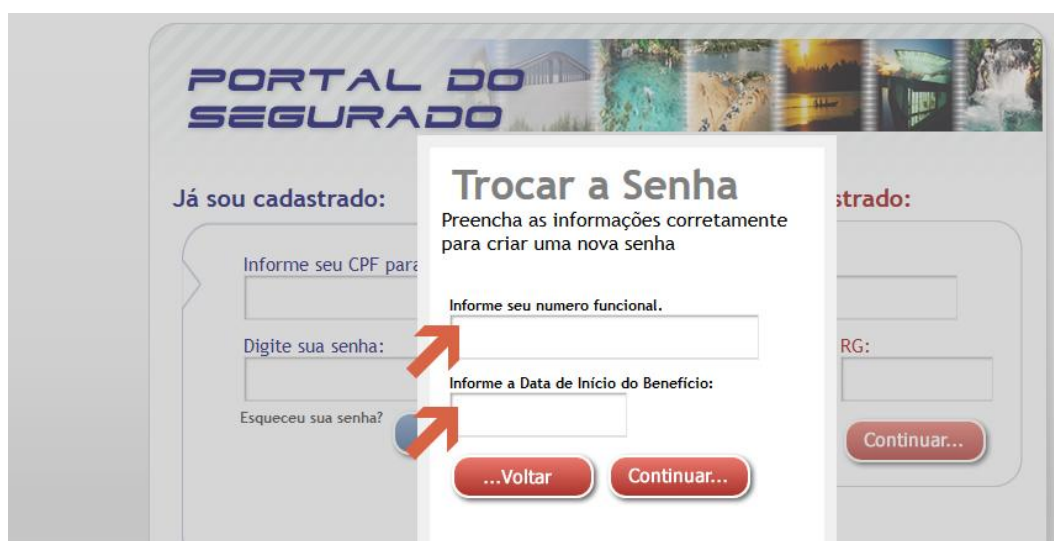 PORTAL DO
SEGURADO
Já sou cadastrado:
strado:
Trocar a Senha
Preencha as informações corretamente
para criar uma nova senha
Informe seu CPF para
Informe seu numero funcional.
Digite sua senha:
RG:
Informe a Data de Início do Benefício:
Esqueceu sua senha?
Continuar...
...Voltar
Continuar...